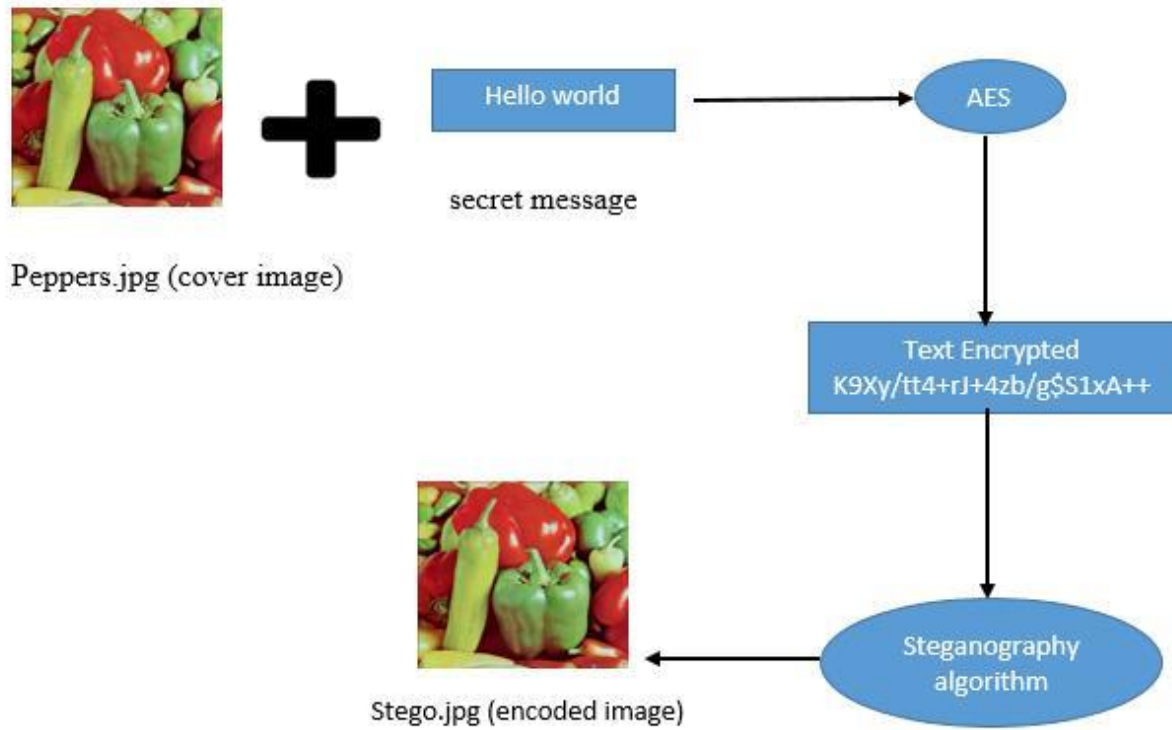 Hello world
AES
secret message
Peppers.jpg (cover image)
Text Encrypted
K9Xy/tt4+rJ+4zb/g$S1xA++
Steganography
algorithm
Stego.jpg (encoded image)